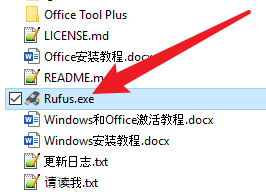 Office Tool Plus
LICENSE.md
Office安装教程.docx
README.md
Rufus.exe
Windows和Office激活教程.docx
Windows安装教程.docx
更新日志.txt
请读我.txt